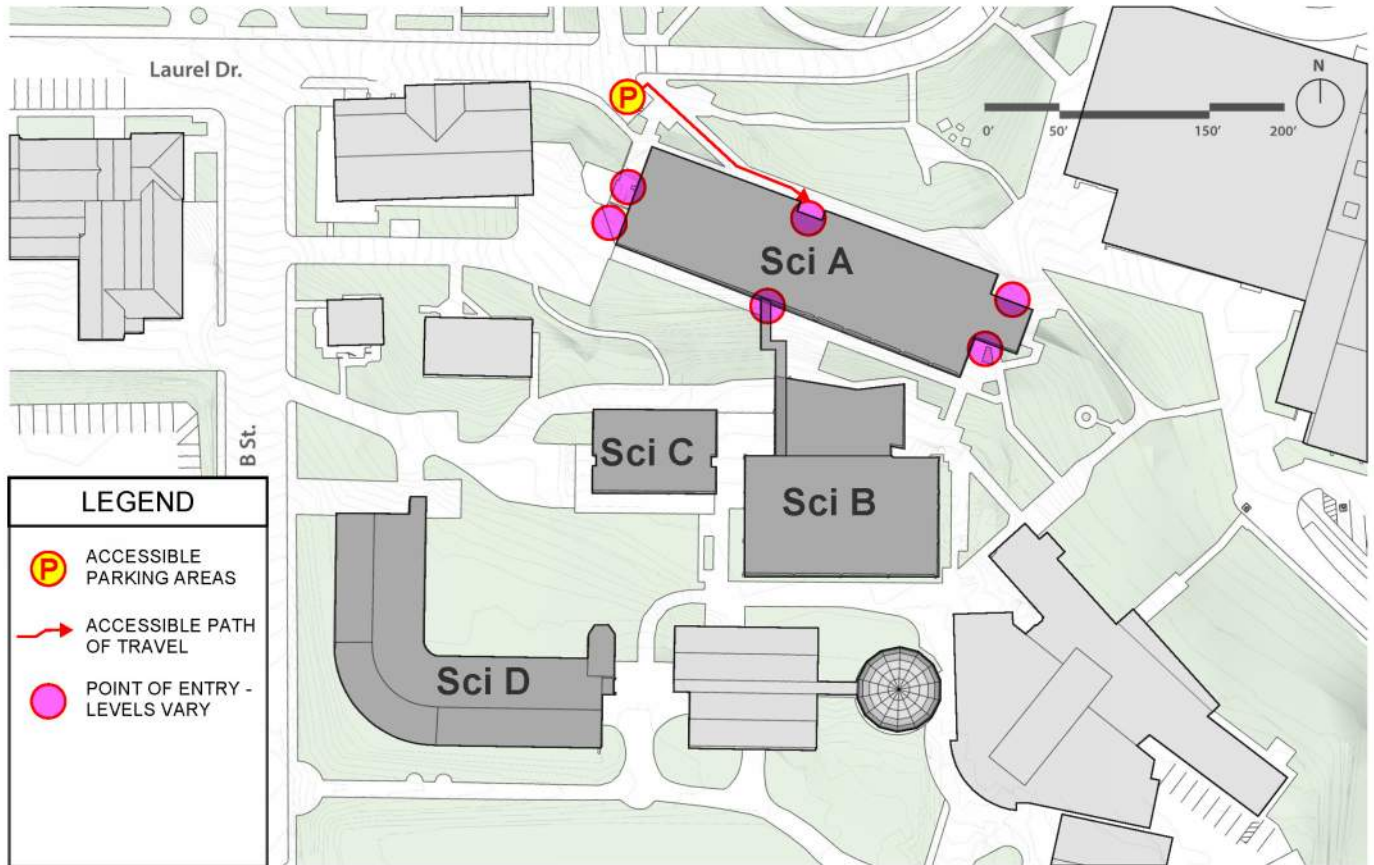 Laurel Dr.
P
N
0' 50' 150' 200'
Sci A
Sci C
Sci B
B St.
Sci D
LEGEND
P
ACCESSIBLE
PARKING AREAS
ACCESSIBLE PATH
OF TRAVEL
POINT OF ENTRY -
LEVELS VARY